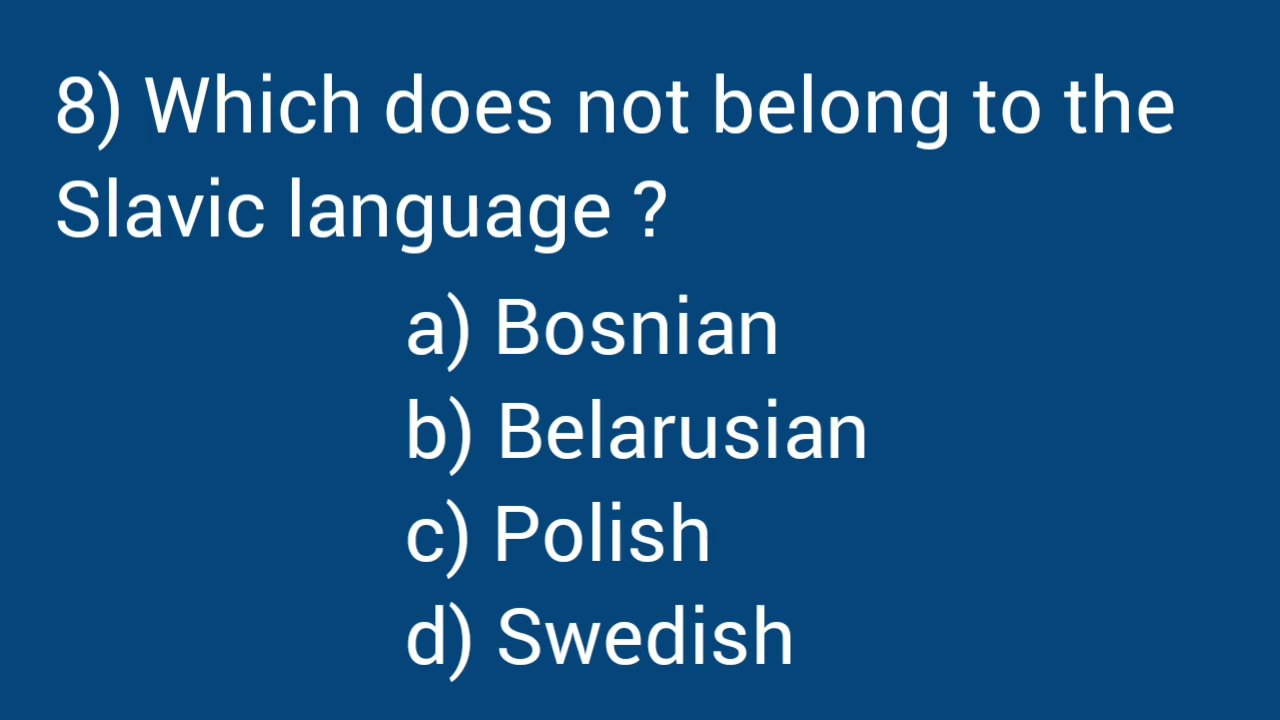 8) Which does not belong to the
Slavic language ?
a) Bosnian
b) Belarusian
c) Polish
d) Swedish